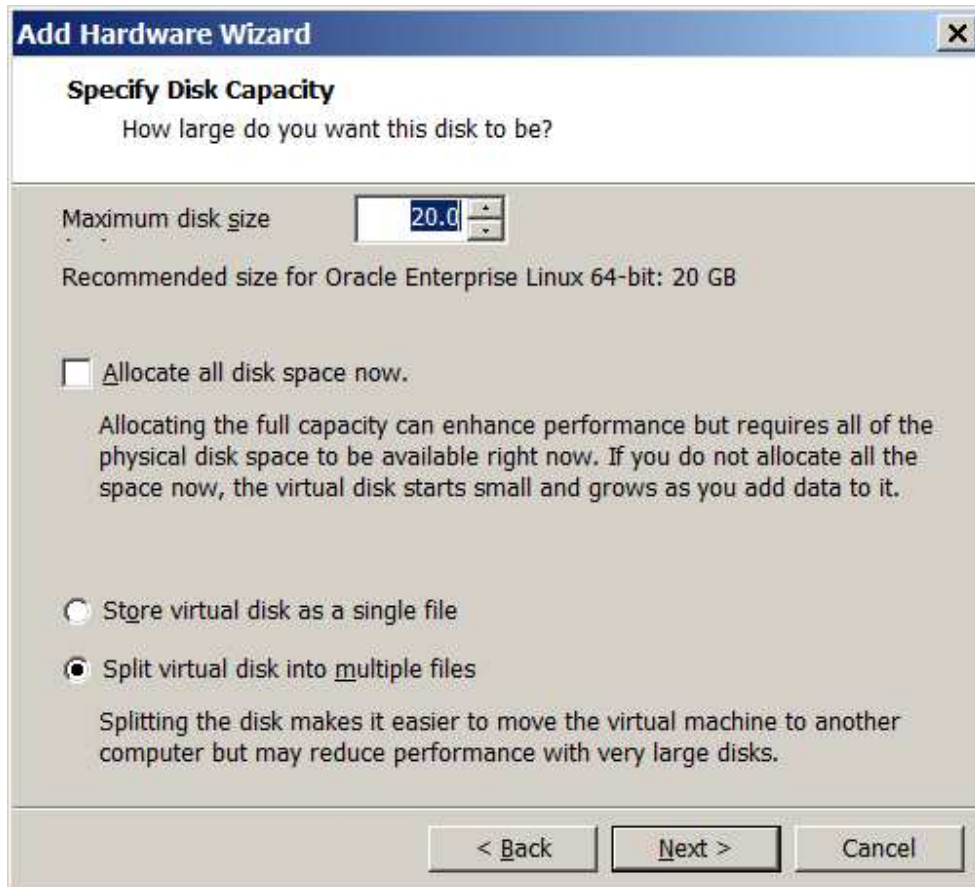 Add Hardware Wizard
Specify Disk Capacity
How large do you want this disk to be?
Maximum disk size 20.0
Recommended size for Oracle Enterprise Linux 64-bit: 20 GB
Allocate all disk space now.
Allocating the full capacity can enhance performance but requires all of the
physical disk space to be available right now. If you do not allocate all the
space now, the virtual disk starts small and grows as you add data to it.
Store virtual disk as a single file
Split virtual disk into multiple files
Splitting the disk makes it easier to move the virtual machine to another
computer but may reduce performance with very large disks.
< Back Next > Cancel